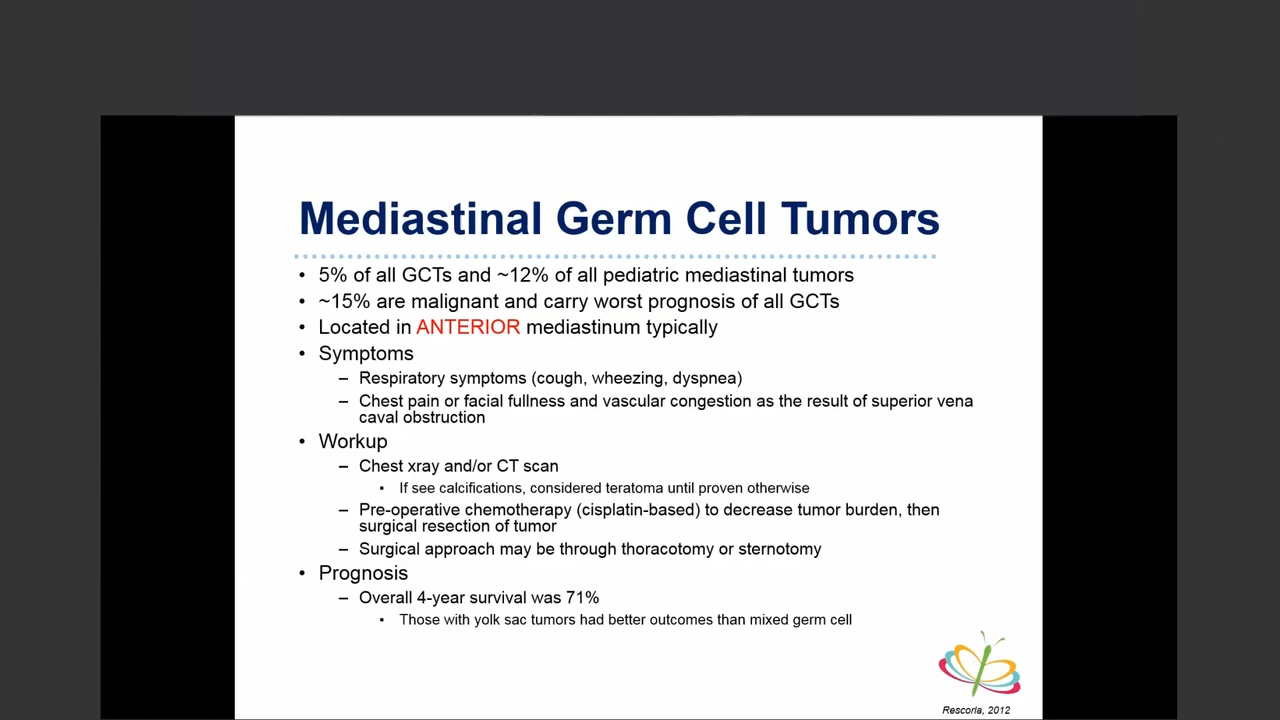 Mediastinal Germ Cell Tumors
• 5% of all GCTs and ~12% of all pediatric mediastinal tumors
• ~15% are malignant and carry worst prognosis of all GCTs
• Located in ANTERIOR mediastinum typically
• Symptoms
– Respiratory symptoms (cough, wheezing, dyspnea)
– Chest pain or facial fullness and vascular congestion as the result of superior vena
caval obstruction
• Workup
– Chest xray and/or CT scan
▪ If see calcifications, considered teratoma until proven otherwise
– Pre-operative chemotherapy (cisplatin-based) to decrease tumor burden, then
surgical resection of tumor
– Surgical approach may be through thoracotomy or sternotomy
• Prognosis
– Overall 4-year survival was 71%
▪ Those with yolk sac tumors had better outcomes than mixed germ cell
Rescorla, 2012